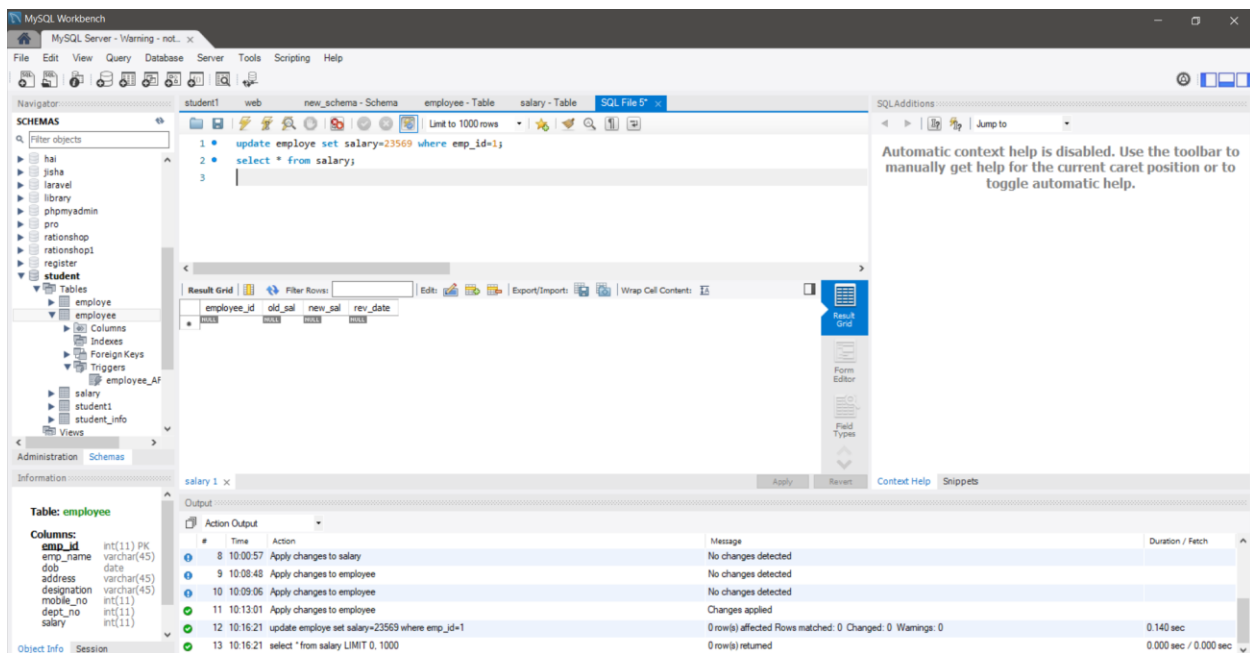 MySQL Workbench
MySQL Server - Warning - not... ×
File Edit View Query Database Server Tools Scripting Help
Navigator
SCHEMAS
Filter objects
hai
jisha
laravel
library
phpmyadmin
pro
rationshop
rationshop1
register
student
Tables
employe
employee
Columns
Indexes
Foreign Keys
Triggers
employee_AF
salary
student1
student_info
Views
Administration Schemas
Information
Table: employee
Columns:
emp_id int(11) PK
emp_name varchar(45)
dob date
address varchar(45)
designation varchar(45)
mobile_no int(11)
dept_no int(11)
salary int(11)
Object Info Session
student1 web new_schema - Schema employee - Table salary - Table SQL File 5* ×
Limit to 1000 rows
1 update employe set salary=23569 where emp_id=1;
2 select * from salary;
3
Result Grid Filter Rows: Edit: Export/Import: Wrap Cell Content:
employee_id old_sal new_sal rev_date
* NULL NULL NULL NULL
Result Grid
Form Editor
Field Types
salary 1 × Apply Revert
SQLAdditions
Jump to
Automatic context help is disabled. Use the toolbar to
manually get help for the current caret position or to
toggle automatic help.
Context Help Snippets
Output
Action Output
# Time Action Message Duration / Fetch
8 10:00:57 Apply changes to salary No changes detected
9 10:08:48 Apply changes to employee No changes detected
10 10:09:06 Apply changes to employee No changes detected
11 10:13:01 Apply changes to employee Changes applied
12 10:16:21 update employe set salary=23569 where emp_id=1 0 row(s) affected Rows matched: 0 Changed: 0 Warnings: 0 0.140 sec
13 10:16:21 select * from salary LIMIT 0, 1000 0 row(s) returned 0.000 sec / 0.000 sec